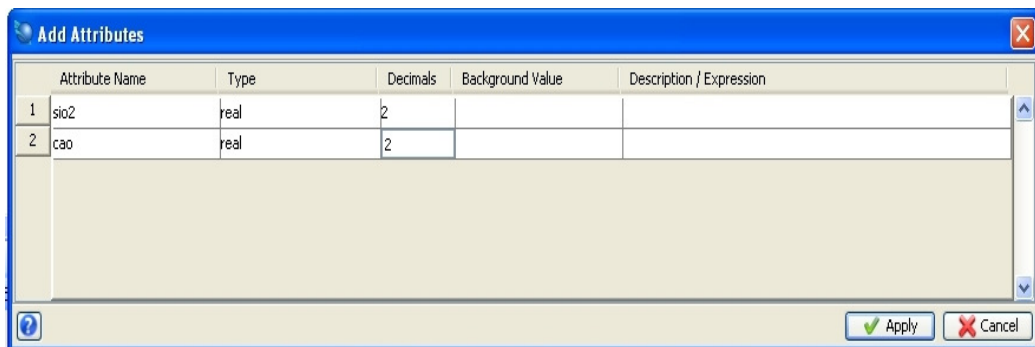 Add Attributes
Attribute Name Type Decimals Background Value Description / Expression
1 sio2 real 2
2 cao real 2
Apply Cancel